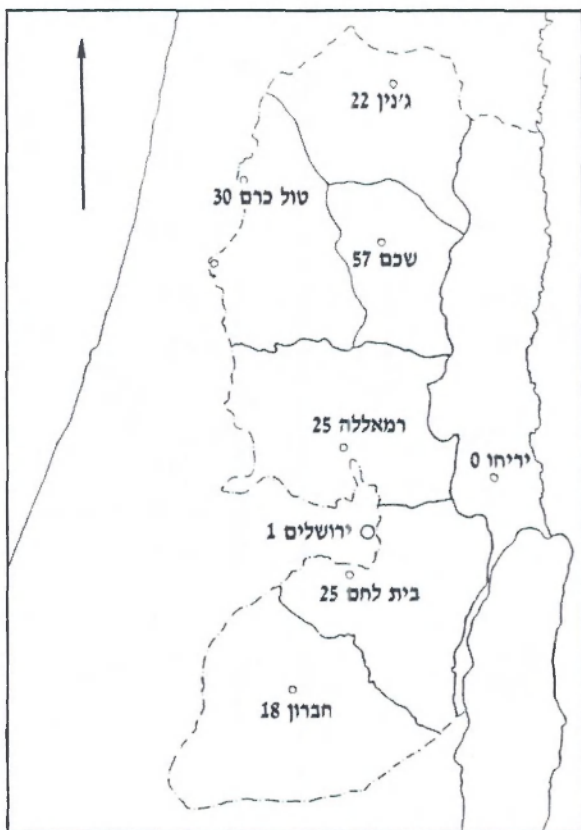 ג'נין 22
טול כרם 30
שכם 57
רמאללה 25
יריחו 0
ירושלים 1
בית לחם 25
חברון 18